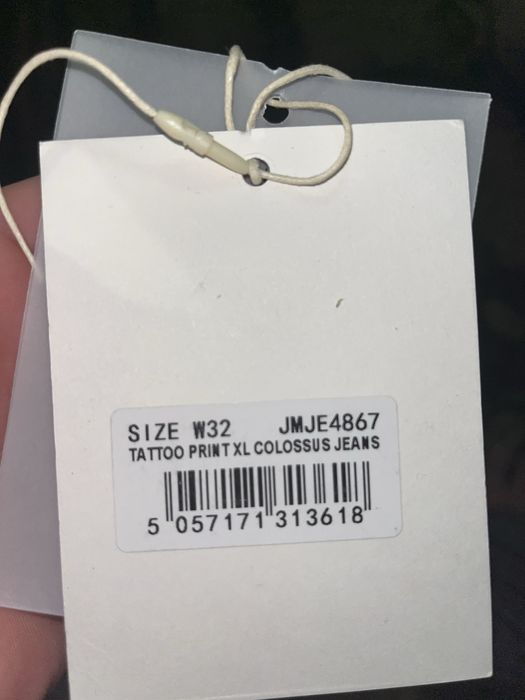 SIZE W32 JMJE4867
TATTOO PRINT XL COLOSSUS JEANS
5 057171 313618